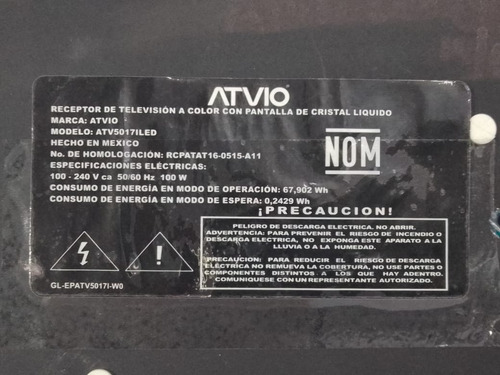 ATVIO
RECEPTOR DE TELEVISIÓN A COLOR CON PANTALLA DE CRISTAL LIQUIDO
MARCA: ATVIO
MODELO: ATV5017ILED
HECHO EN MEXICO
No. DE HOMOLOGACIÓN: RCPATAT16-0515-A11
ESPECIFICACIONES ELÉCTRICAS:
100 - 240 V ca 50/60 Hz 100 W
CONSUMO DE ENERGÍA EN MODO DE OPERACIÓN: 67,902 Wh
CONSUMO DE ENERGÍA EN MODO DE ESPERA: 0,2429 Wh
NOM
¡PRECAUCION!
PELIGRO DE DESCARGA ELECTRICA. NO ABRIR.
ADVERTENCIA: PARA PREVENIR EL RIESGO DE INCENDIO O
DESCARGA ELECTRICA, NO EXPONGA ESTE APARATO A LA
LLUVIA O A LA HUMEDAD.
PRECAUCIÓN: PARA REDUCIR EL RIESGO DE DESCARGA
ELÉCTRICA NO REMUEVA LA COBERTURA, NO USE PARTES O
COMPONENTES DISTINTOS A LOS QUE HAY ADENTRO.
COMUNIQUESE CON UN REPRESENTANTE AUTORIZADO.
GL-EPATV5017I-W0